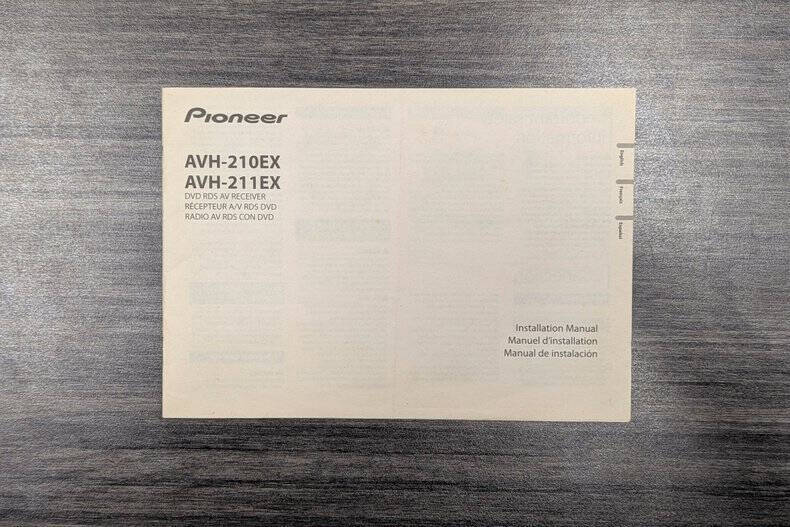 Pioneer
AVH-210EX
AVH-211EX
DVD RDS AV RECEIVER
RÉCEPTEUR A/V RDS DVD
RADIO AV RDS CON DVD
English
Français
Español
Installation Manual
Manuel d'installation
Manual de instalación